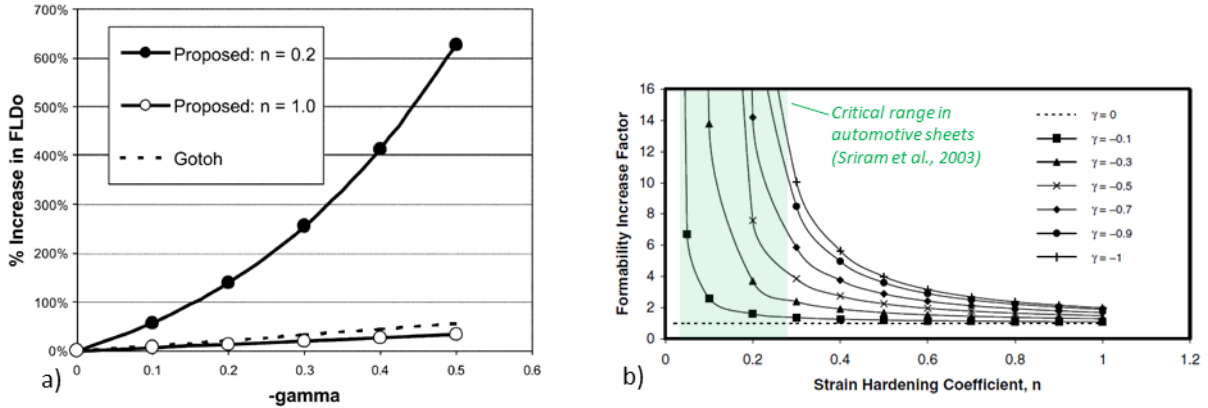 700%
600%
500%
400%
300%
200%
100%
0%
% Increase in FLDo
Proposed: n = 0.2
Proposed: n = 1.0
Gotoh
0
0.1
0.2
0.3
0.4
0.5
0.6
-gamma
a)
16
14
12
10
8
6
4
2
0
Formability Increase Factor
Critical range in
automotive sheets
(Sriram et al., 2003)
γ = 0
γ = −0.1
γ = −0.3
γ = −0.5
γ = −0.7
γ = −0.9
γ = −1
0
0.2
0.4
0.6
0.8
1
1.2
Strain Hardening Coefficient, n
b)